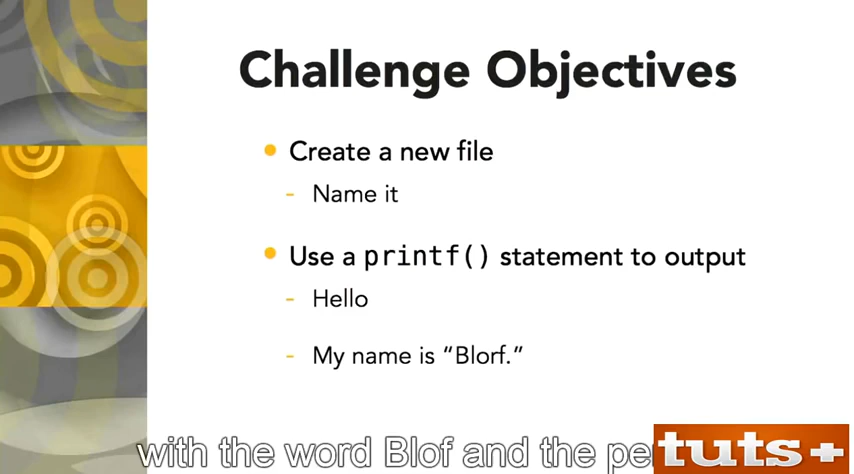 Challenge Objectives
• Create a new file
- Name it
• Use a printf() statement to output
- Hello
- My name is “Blorf.”
with the word Blof and the
tuts+